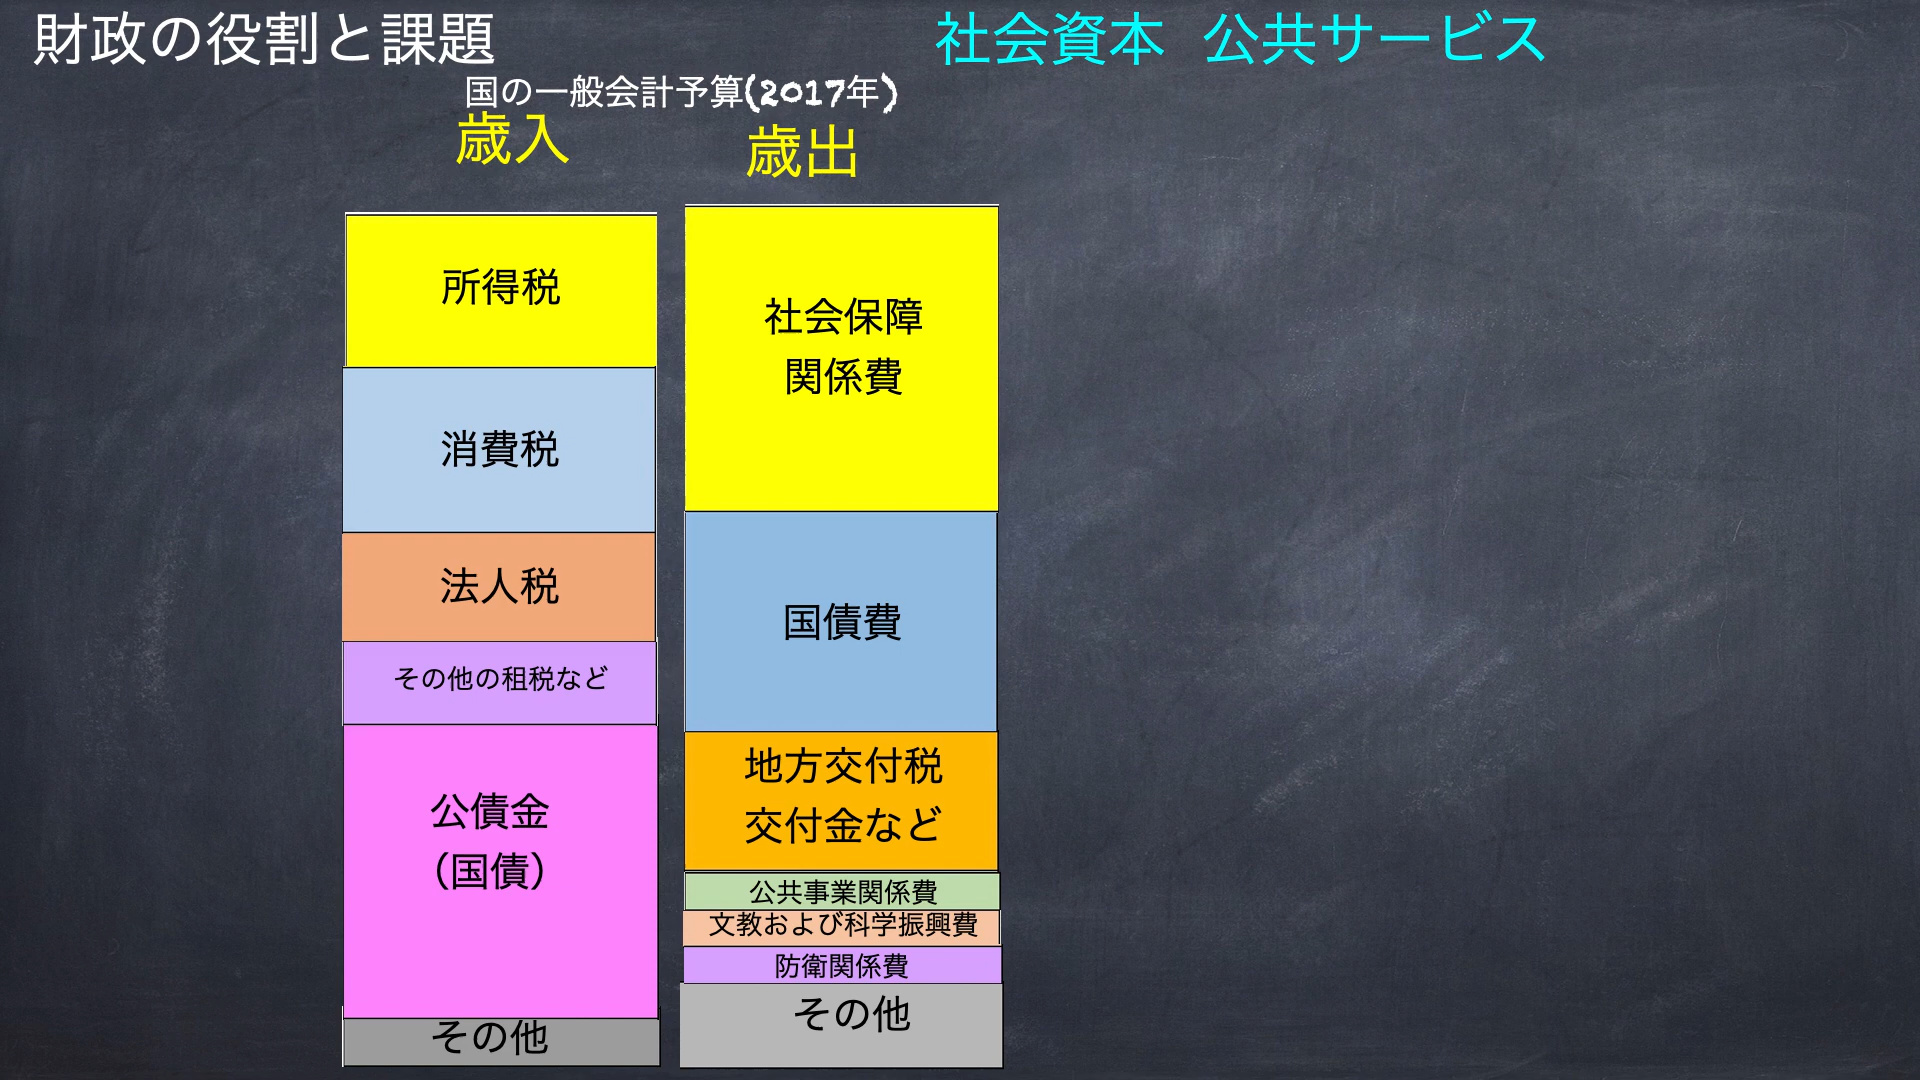 財政の役割と課題
社会資本 公共サービス
国の一般会計予算(2017年)
歳入
歳出
所得税
消費税
法人税
その他の租税など
公債金
（国債）
その他
社会保障
関係費
国債費
地方交付税
交付金など
公共事業関係費
文教および科学振興費
防衛関係費
その他